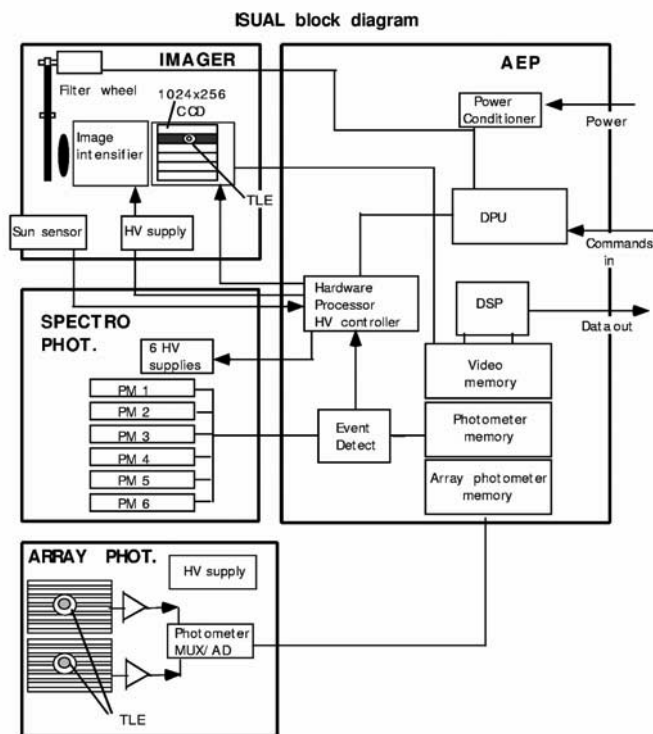 ISUAL block diagram
IMAGER
Filter wheel
1024x256
CCD
Image
intensifier
TLE
Sun sensor
HV supply
AEP
Power
Conditioner
Power
DPU
Commands
in
Hardware
Processor
HV controller
DSP
Data out
Video
memory
Event
Detect
Photometer
memory
Array photometer
memory
SPECTRO
PHOT.
6 HV
supplies
PM 1
PM 2
PM 3
PM 4
PM 5
PM 6
ARRAY PHOT.
HV supply
Photometer
MUX/ AD
TLE